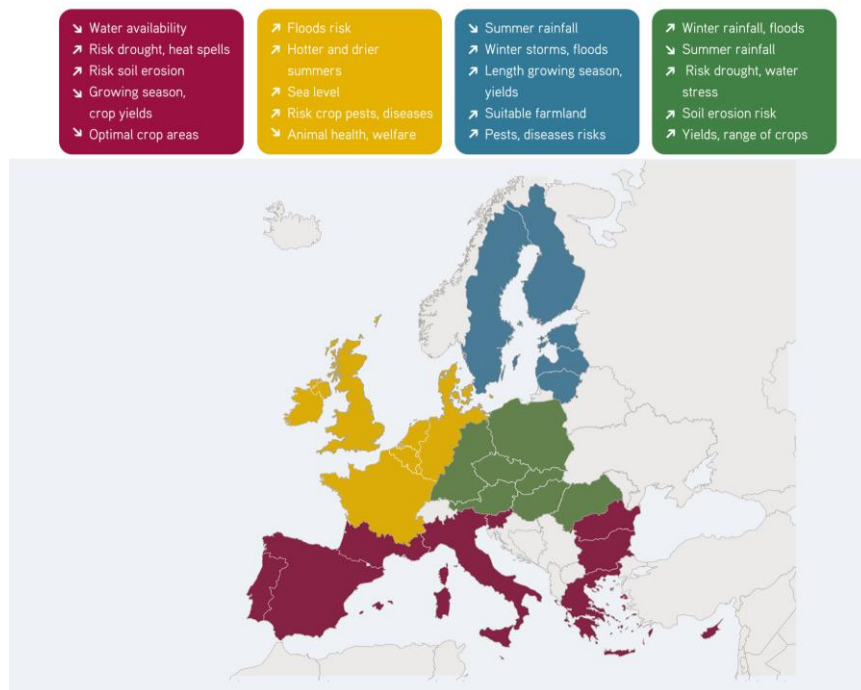 ↘ Water availability
↗ Risk drought, heat spells
↗ Risk soil erosion
↘ Growing season,
crop yields
↘ Optimal crop areas
↗ Floods risk
↗ Hotter and drier
summers
↗ Sea level
↗ Risk crop pests, diseases
↘ Animal health, welfare
↘ Summer rainfall
↗ Winter storms, floods
↗ Length growing season,
yields
↗ Suitable farmland
↗ Pests, diseases risks
↗ Winter rainfall, floods
↘ Summer rainfall
↗ Risk drought, water
stress
↗ Soil erosion risk
↗ Yields, range of crops